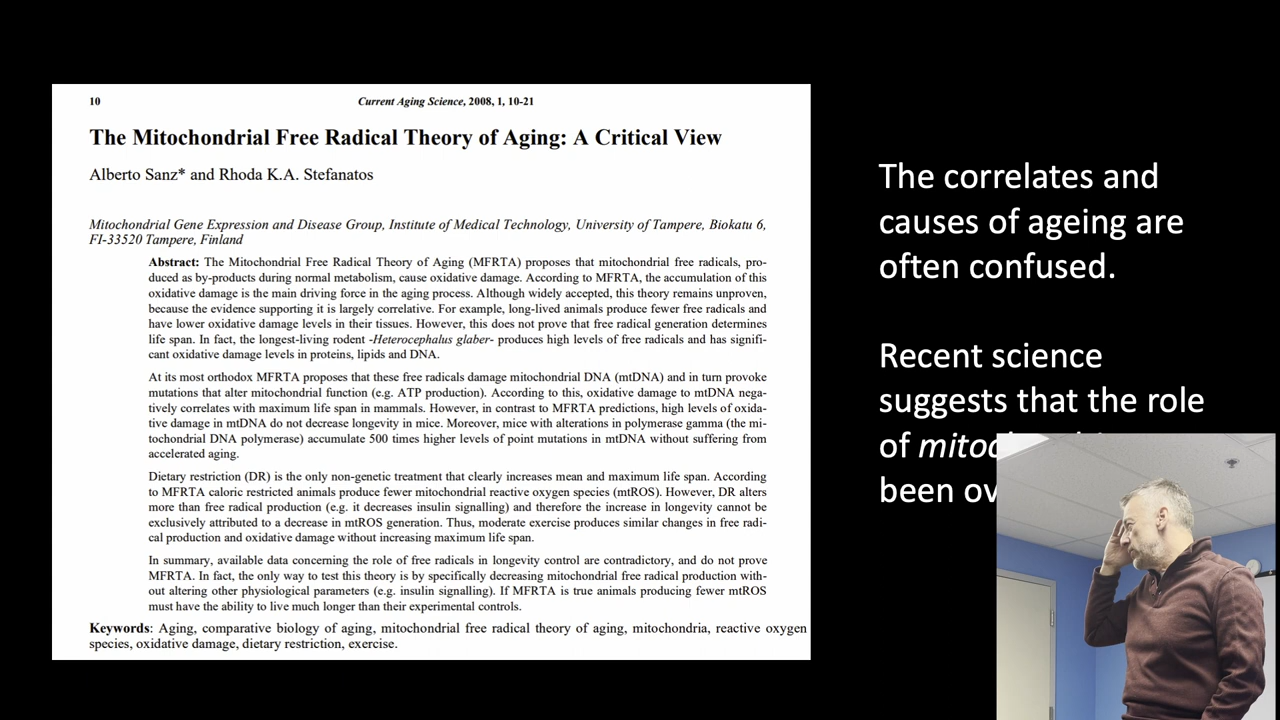 10
Current Aging Science, 2008, 1, 10-21
The Mitochondrial Free Radical Theory of Aging: A Critical View
Alberto Sanz* and Rhoda K.A. Stefanatos
Mitochondrial Gene Expression and Disease Group, Institute of Medical Technology, University of Tampere, Biokatu 6,
FI-33520 Tampere, Finland
Abstract: The Mitochondrial Free Radical Theory of Aging (MFRTA) proposes that mitochondrial free radicals, pro-
duced as by-products during normal metabolism, cause oxidative damage. According to MFRTA, the accumulation of this
oxidative damage is the main driving force in the aging process. Although widely accepted, this theory remains unproven,
because the evidence supporting it is largely correlative. For example, long-lived animals produce fewer free radicals and
have lower oxidative damage levels in their tissues. However, this does not prove that free radical generation determines
life span. In fact, the longest-living rodent -Heterocephalus glaber- produces high levels of free radicals and has signifi-
cant oxidative damage levels in proteins, lipids and DNA.
At its most orthodox MFRTA proposes that these free radicals damage mitochondrial DNA (mtDNA) and in turn provoke
mutations that alter mitochondrial function (e.g. ATP production). According to this, oxidative damage to mtDNA nega-
tively correlates with maximum life span in mammals. However, in contrast to MFRTA predictions, high levels of oxida-
tive damage in mtDNA do not decrease longevity in mice. Moreover, mice with alterations in polymerase gamma (the mi-
tochondrial DNA polymerase) accumulate 500 times higher levels of point mutations in mtDNA without suffering from
accelerated aging.
Dietary restriction (DR) is the only non-genetic treatment that clearly increases mean and maximum life span. According
to MFRTA caloric restricted animals produce fewer mitochondrial reactive oxygen species (mtROS). However, DR alters
more than free radical production (e.g. it decreases insulin signalling) and therefore the increase in longevity cannot be
exclusively attributed to a decrease in mtROS generation. Thus, moderate exercise produces similar changes in free radi-
cal production and oxidative damage without increasing maximum life span.
In summary, available data concerning the role of free radicals in longevity control are contradictory, and do not prove
MFRTA. In fact, the only way to test this theory is by specifically decreasing mitochondrial free radical production with-
out altering other physiological parameters (e.g. insulin signalling). If MFRTA is true animals producing fewer mtROS
must have the ability to live much longer than their experimental controls.
Keywords: Aging, comparative biology of aging, mitochondrial free radical theory of aging, mitochondria, reactive oxygen
species, oxidative damage, dietary restriction, exercise.
The correlates and
causes of ageing are
often confused.
Recent science
suggests that the role
of
been